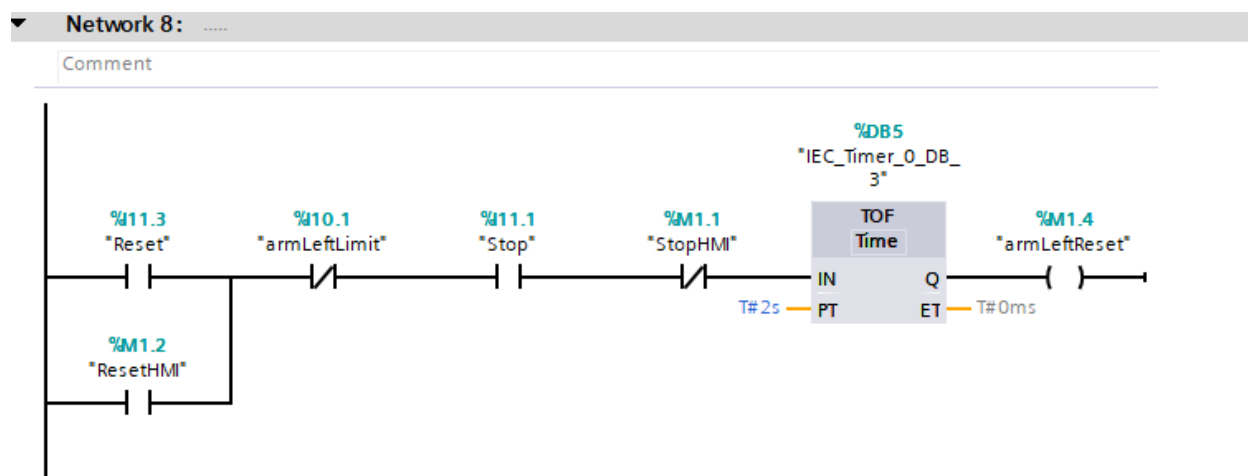 Network 8: .....
Comment
%DB5
"IEC_Timer_0_DB_
3"
%I11.3 %I10.1 %I11.1 %M1.1 TOF %M1.4
"Reset" "armLeftLimit" "Stop" "StopHMI" Time "armLeftReset"
IN Q
T#2s PT ET T#0ms
%M1.2
"ResetHMI"